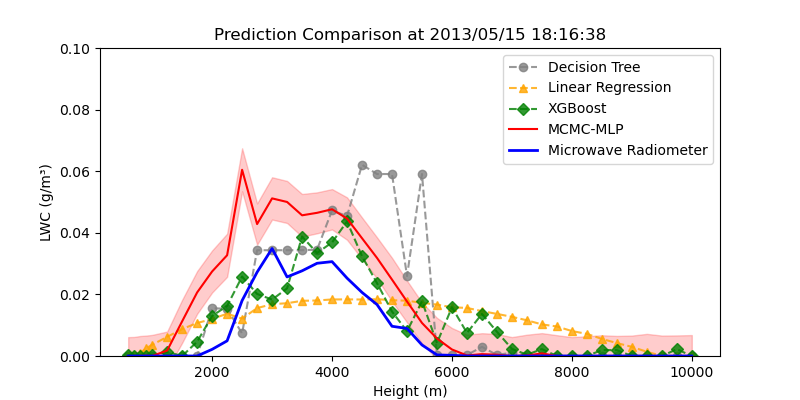 Prediction Comparison at 2013/05/15 18:16:38
0.10
0.08
0.06
0.04
0.02
0.00
LWC (g/m³)
Decision Tree
Linear Regression
XGBoost
MCMC-MLP
Microwave Radiometer
2000
4000
6000
8000
10000
Height (m)